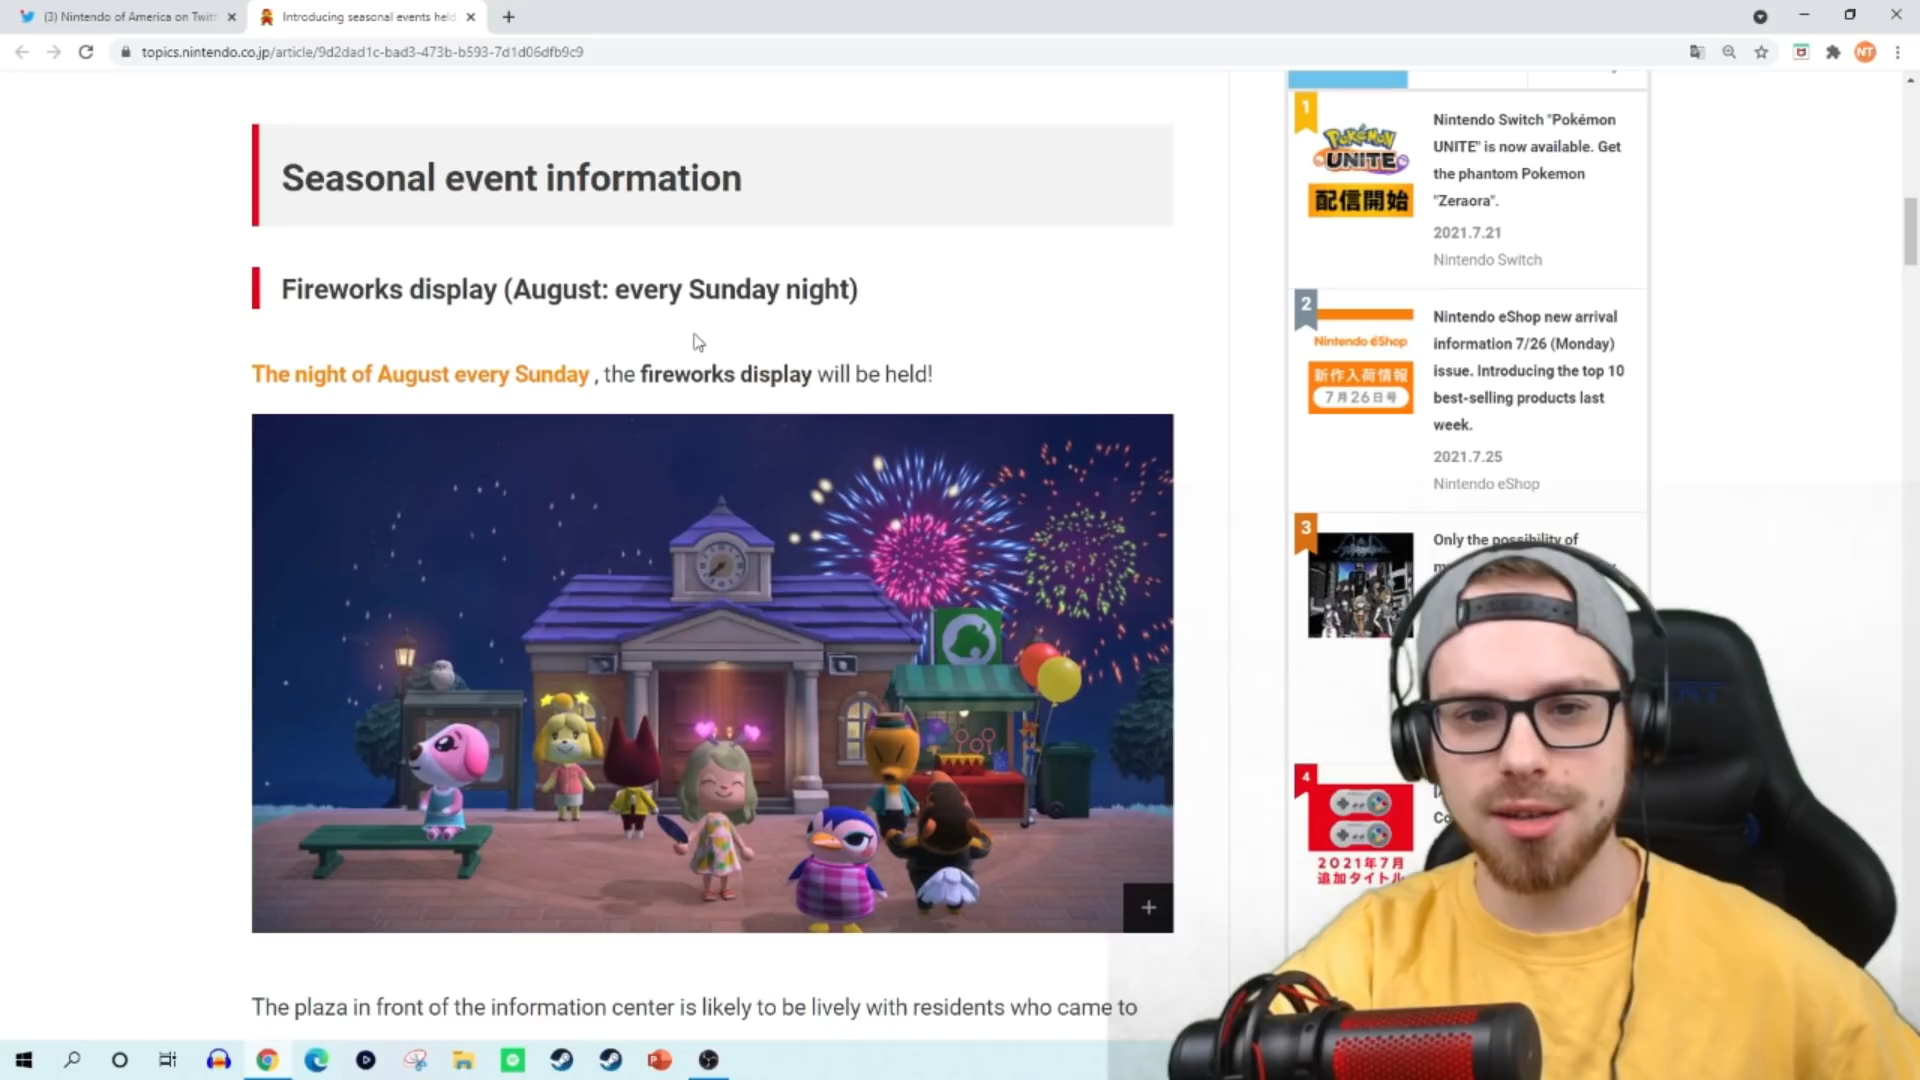 (3) Nintendo of America on Twitt
Introducing seasonal events held
topics.nintendo.co.jp/article/9d2dad1c-bad3-473b-b593-7d1d06dfb9c9
NT
Seasonal event information
Fireworks display (August: every Sunday night)
The night of August every Sunday , the fireworks display will be held!
The plaza in front of the information center is likely to be lively with residents who came to
1
POKÉMON
UNITE
配信開始
Nintendo Switch "Pokémon
UNITE" is now available. Get
the phantom Pokemon
"Zeraora".
2021.7.21
Nintendo Switch
2
Nintendo eShop
新作入荷情報
7月26日号
Nintendo eShop new arrival
information 7/26 (Monday)
issue. Introducing the top 10
best-selling products last
week.
2021.7.25
Nintendo eShop
3
Only the possibility of
4
2021年7月
追加タイトル